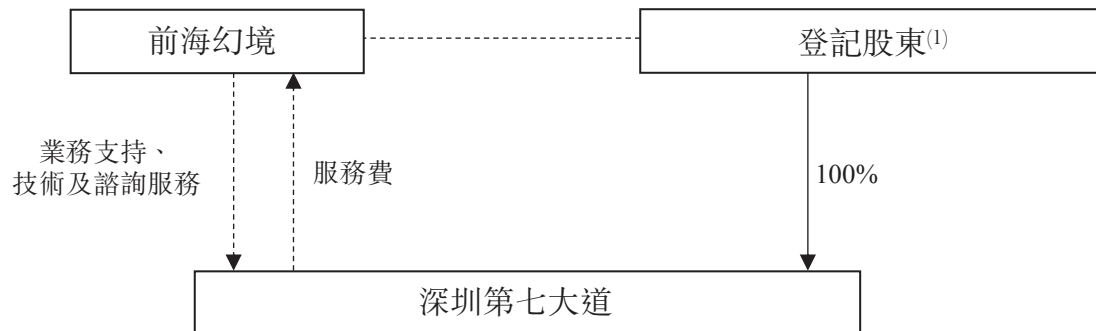 前海幻境
登記股東(1)
業務支持、
技術及諮詢服務
服務費
100%
深圳第七大道